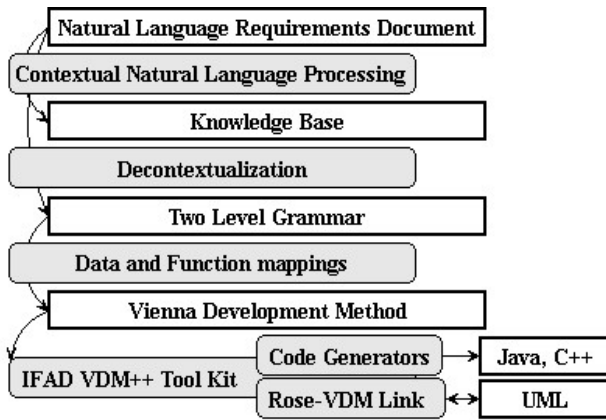 Natural Language Requirements Document
Contextual Natural Language Processing
Knowledge Base
Decontextualization
Two Level Grammar
Data and Function mappings
Vienna Development Method
Code Generators
Java, C++
IFAD VDM++ Tool Kit
Rose-VDM Link
UML